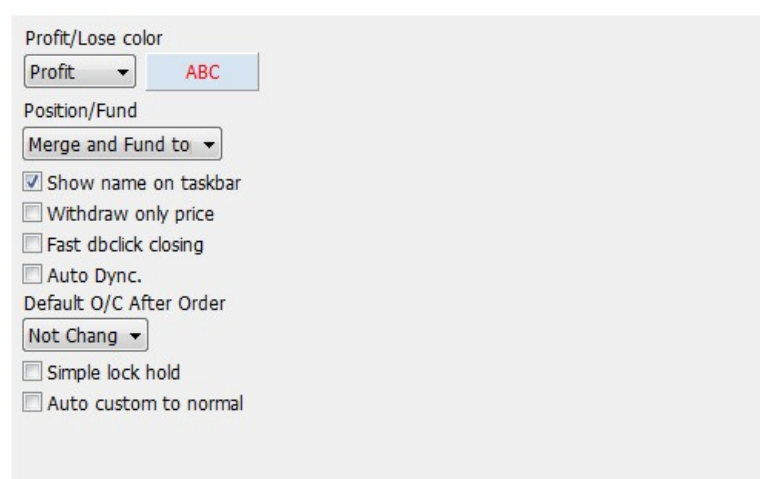 Profit/Lose color
Profit ABC
Position/Fund
Merge and Fund to
Show name on taskbar
Withdraw only price
Fast dbclick closing
Auto Dync.
Default O/C After Order
Not Chang
Simple lock hold
Auto custom to normal